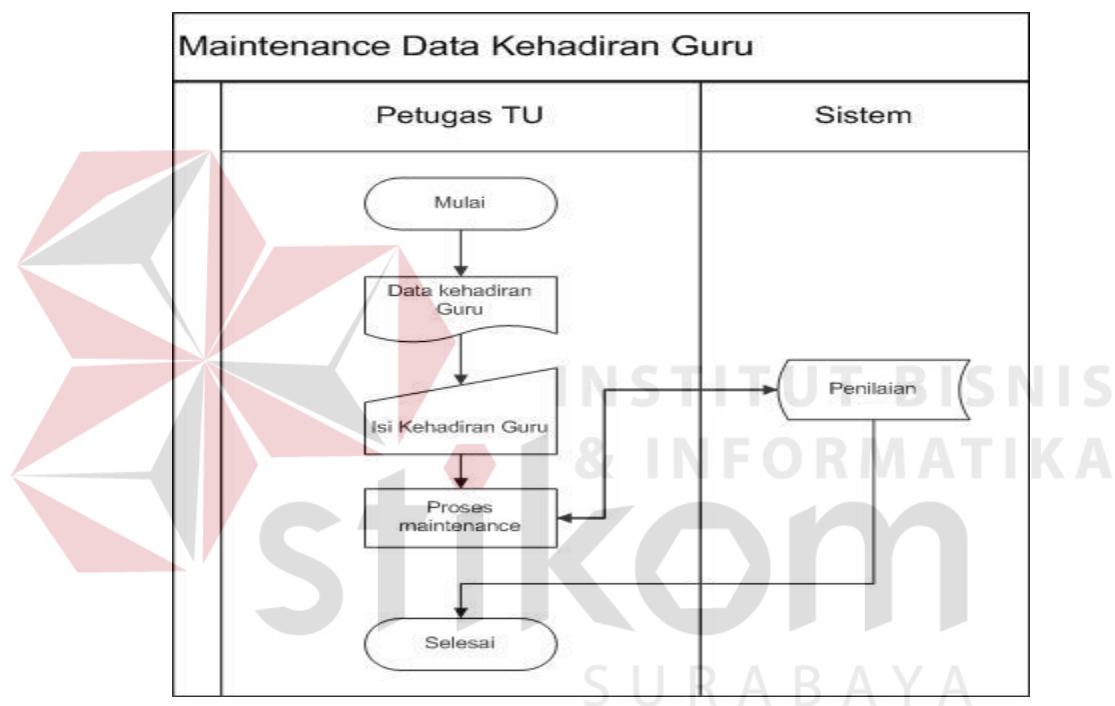 Maintenance Data Kehadiran Guru
Petugas TU
Sistem
Mulai
Data kehadiran
Guru
Isi Kehadiran Guru
Penilaian
Proses
maintenance
Selesai
INSTITUT BISNIS
& INFORMATIKA
stikom
SURABAYA